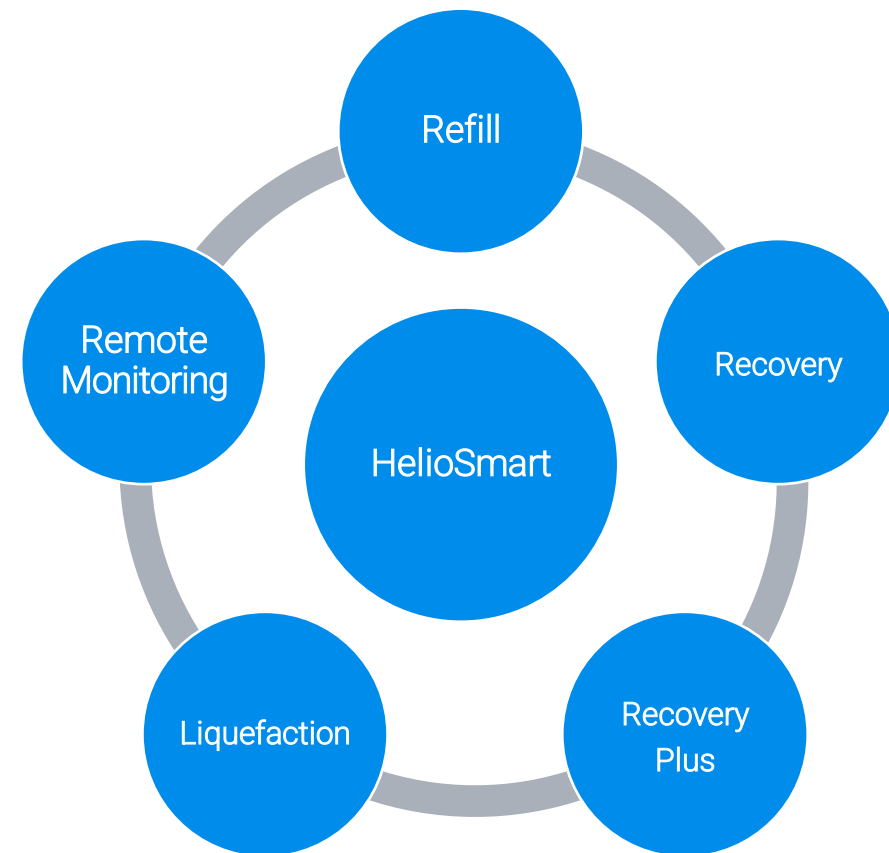 Refill
Remote
Monitoring
Recovery
HelioSmart
Recovery
Plus
Liquefaction